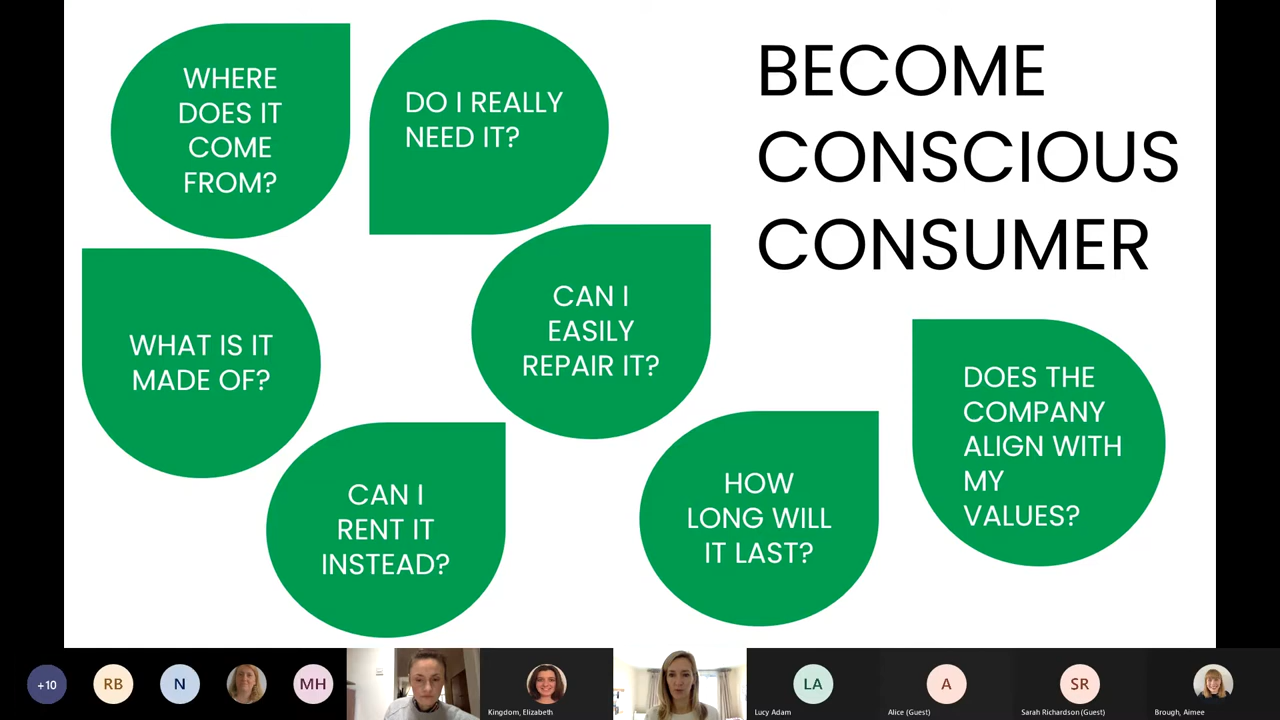 BECOME
CONSCIOUS
CONSUMER
WHERE
DOES IT
COME
FROM?
DO I REALLY
NEED IT?
WHAT IS IT
MADE OF?
CAN I
EASILY
REPAIR IT?
CAN I
RENT IT
INSTEAD?
HOW
LONG WILL
IT LAST?
DOES THE
COMPANY
ALIGN WITH
MY
VALUES?
+10
RB
N
MH
Kingdom, Elizabeth
LA
Lucy Adam
A
Alice (Guest)
SR
Sarah Richardson (Guest)
Brough, Aimee